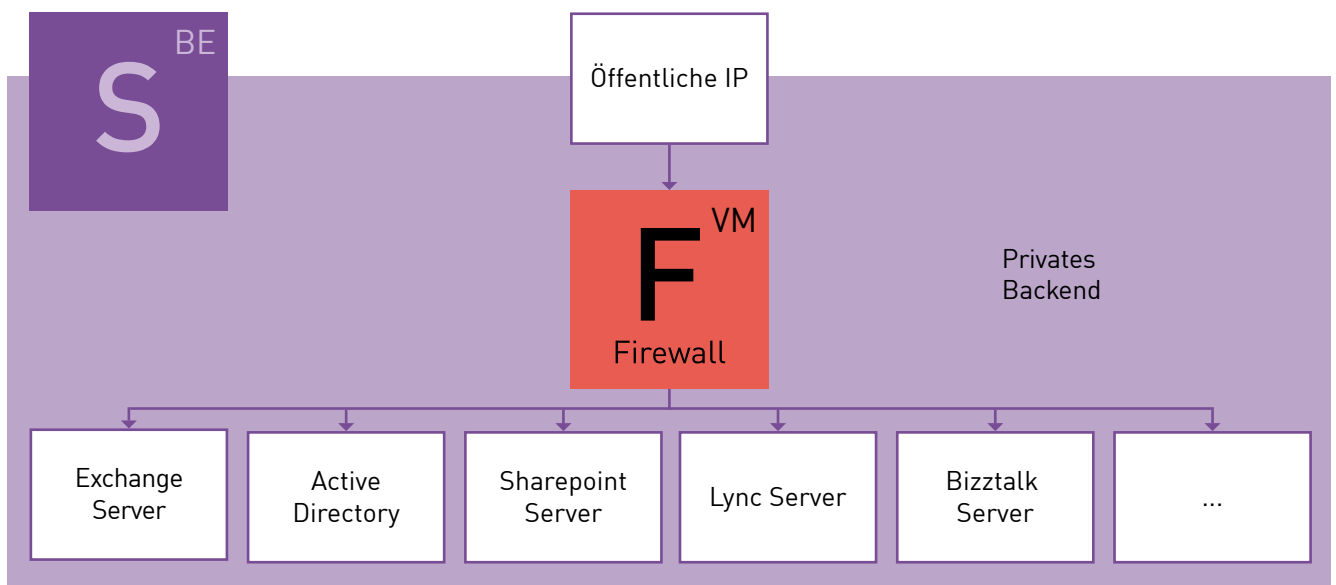 BE
S
Öffentliche IP
VM
F
Firewall
Privates
Backend
Exchange
Server
Active
Directory
Sharepoint
Server
Lync Server
Bizztalk
Server
...